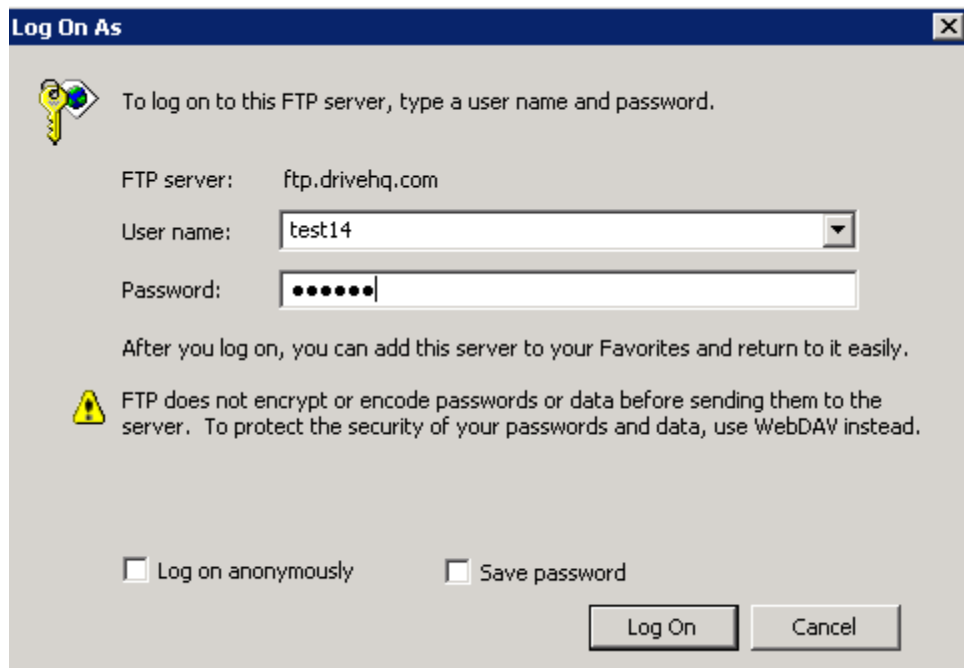 Log On As
To log on to this FTP server, type a user name and password.
FTP server: ftp.drivehq.com
User name: test14
Password: ●●●●●●
After you log on, you can add this server to your Favorites and return to it easily.
FTP does not encrypt or encode passwords or data before sending them to the
server. To protect the security of your passwords and data, use WebDAV instead.
Log on anonymously Save password
Log On Cancel